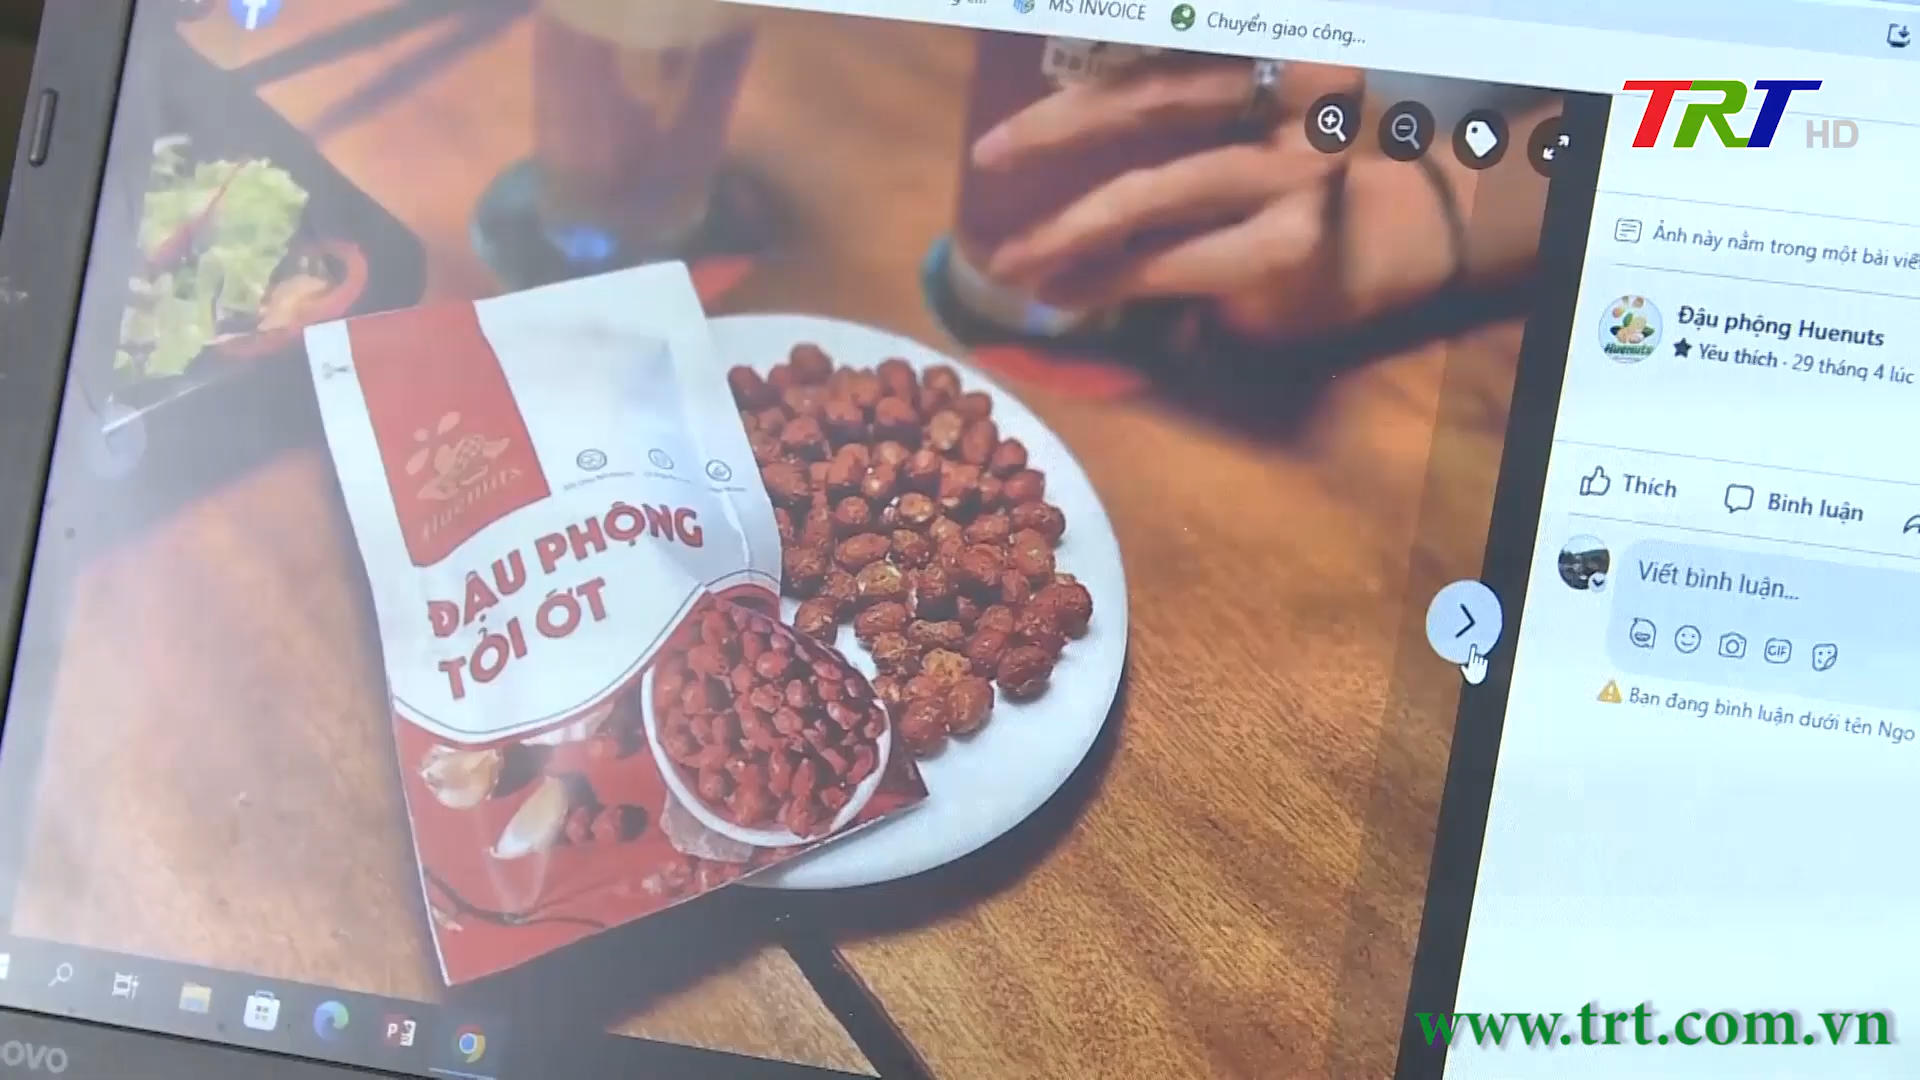 MS INVOICE
Chuyển giao công...
TRT HD
Ảnh này nằm trong một bài viế
Đậu phộng Huenuts
Yêu thích · 29 tháng 4 lúc
Thích
Bình luận
Viết bình luận...
GIF
Bạn đang bình luận dưới tên Ngo
Huenuts
Huenuts
ĐẬU PHỘNG
TỎI ỚT
www.trt.com.vn